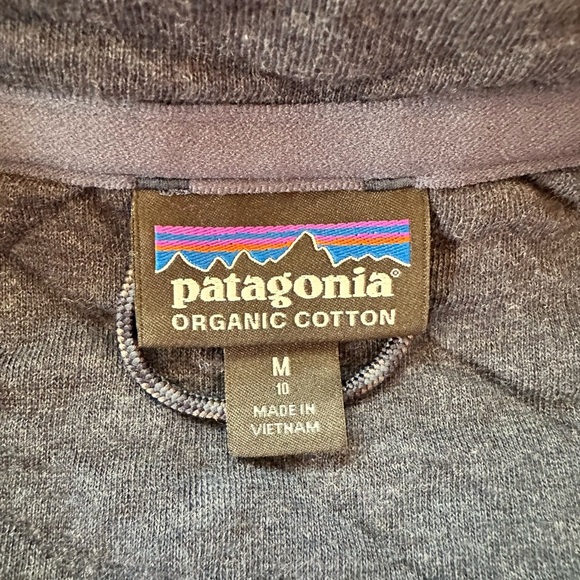 patagonia®
ORGANIC COTTON
M
10
MADE IN
VIETNAM